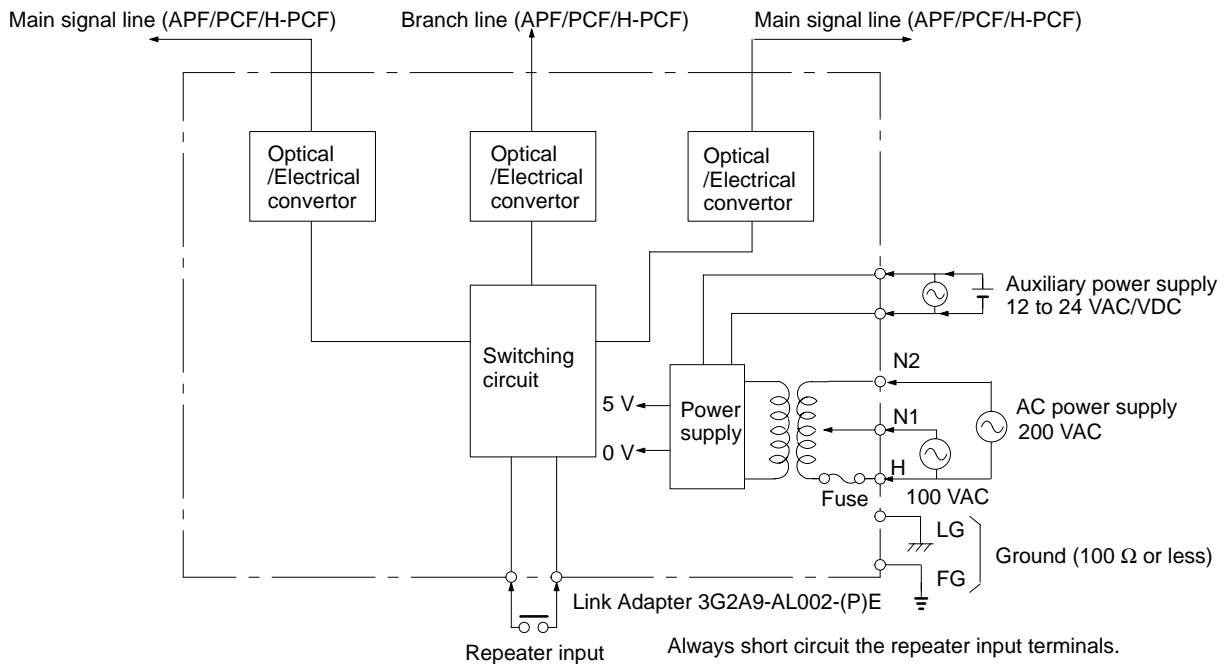 Main signal line (APF/PCF/H-PCF)
Branch line (APF/PCF/H-PCF)
Main signal line (APF/PCF/H-PCF)
Optical
/Electrical
convertor
Optical
/Electrical
convertor
Optical
/Electrical
convertor
Auxiliary power supply
12 to 24 VAC/VDC
Switching
circuit
5 V
0 V
Power
supply
N2
N1
H
AC power supply
200 VAC
Fuse
100 VAC
LG
FG
Ground (100 Ω or less)
Link Adapter 3G2A9-AL002-(P)E
Repeater input
Always short circuit the repeater input terminals.